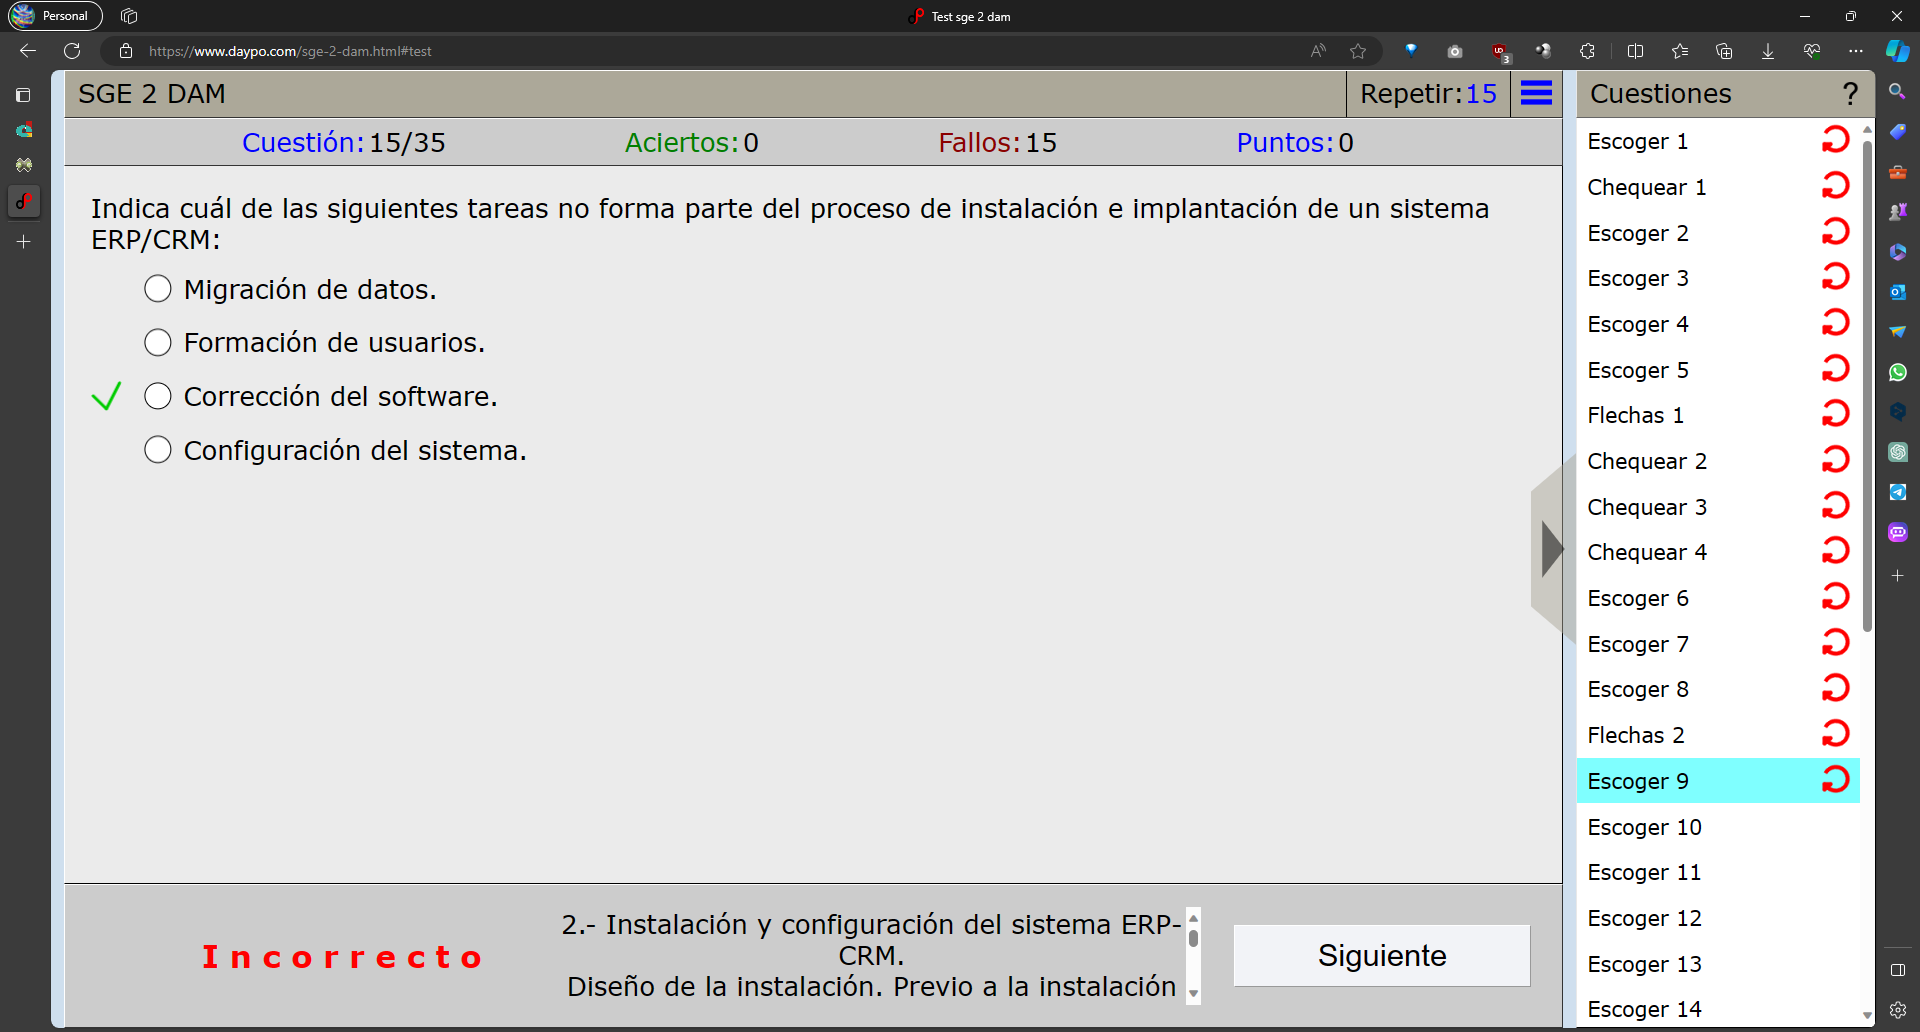 Personal
Test sge 2 dam
https://www.daypo.com/sge-2-dam.html#test
SGE 2 DAM
Repetir:15
Cuestión:15/35
Aciertos:0
Fallos:15
Puntos:0
Indica cuál de las siguientes tareas no forma parte del proceso de instalación e implantación de un sistema
ERP/CRM:
Migración de datos.
Formación de usuarios.
Corrección del software.
Configuración del sistema.
Incorrecto
2.- Instalación y configuración del sistema ERP-
CRM.
Diseño de la instalación. Previo a la instalación
Siguiente
Cuestiones
?
Escoger 1
Chequear 1
Escoger 2
Escoger 3
Escoger 4
Escoger 5
Flechas 1
Chequear 2
Chequear 3
Chequear 4
Escoger 6
Escoger 7
Escoger 8
Flechas 2
Escoger 9
Escoger 10
Escoger 11
Escoger 12
Escoger 13
Escoger 14